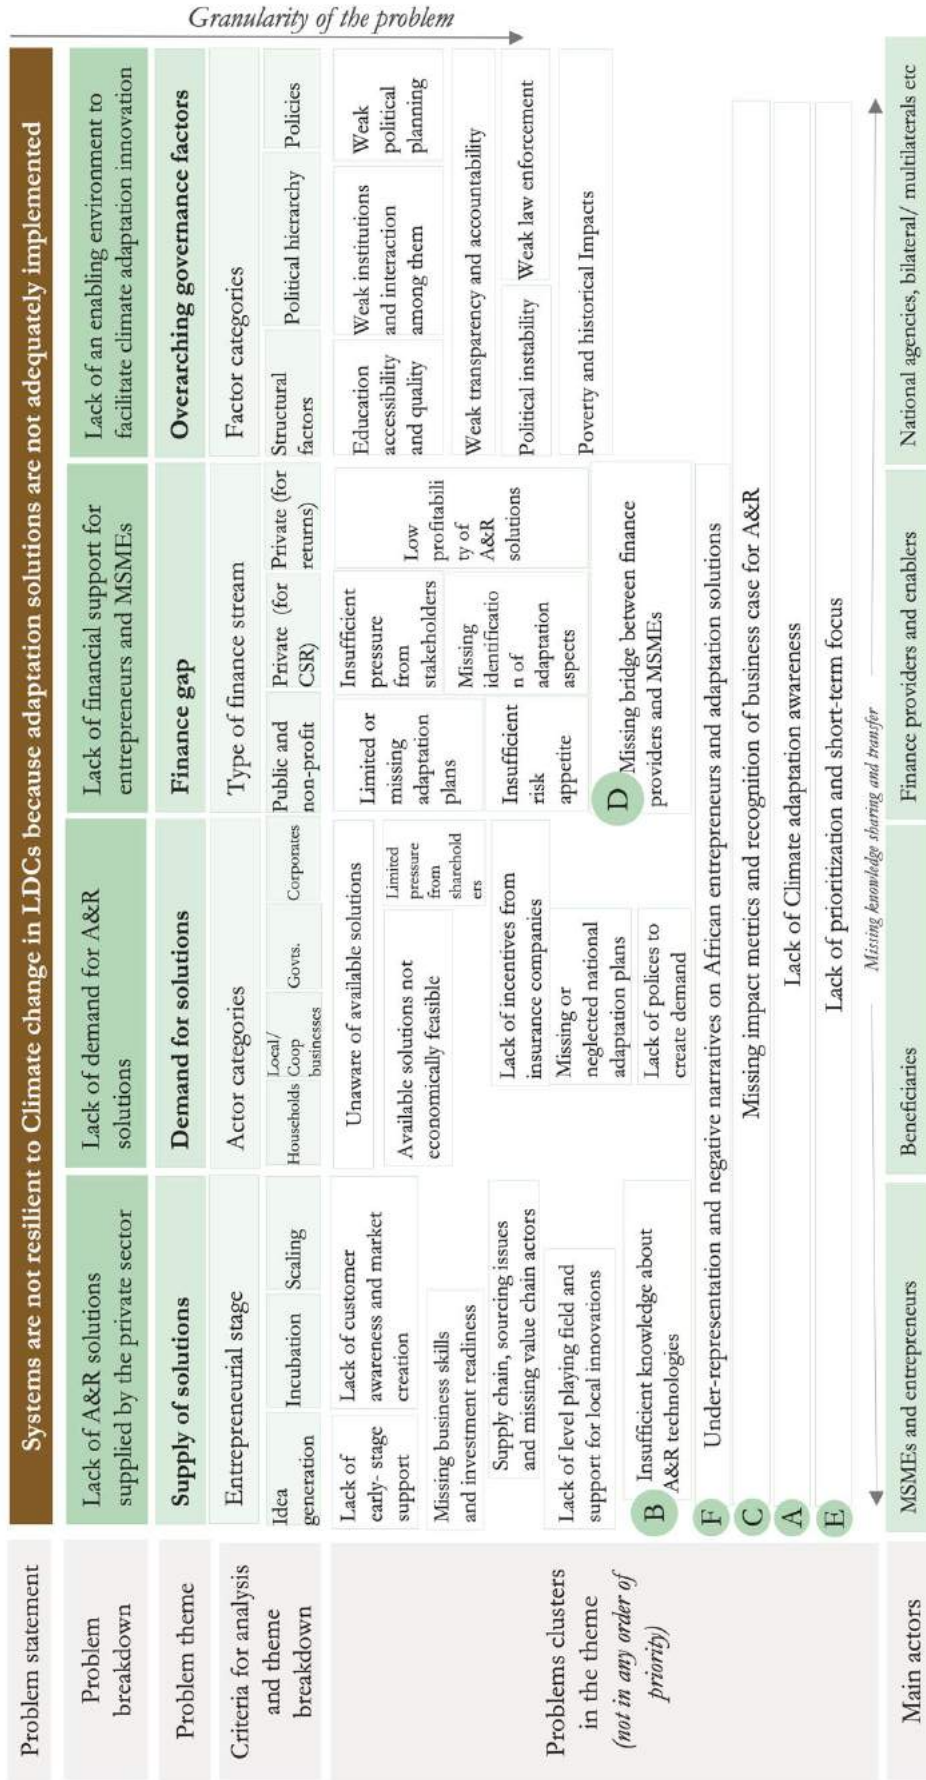 Granularity of the problem
Problem statement
Systems are not resilient to Climate change in LDCs because adaptation solutions are not adequately implemented
Problem
breakdown
Lack of A&R solutions
supplied by the private sector
Lack of demand for A&R
solutions
Lack of financial support for
entrepreneurs and MSMEs
Lack of an enabling environment to
facilitate climate adaptation innovation
Problem theme
Supply of solutions
Demand for solutions
Finance gap
Overarching governance factors
Criteria for analysis
and theme
breakdown
Entrepreneurial stage
Actor categories
Type of finance stream
Factor categories
Idea
generation
Incubation
Scaling
Households
Local/
Coop
businesses
Govts.
Corporates
Public and
non-profit
Private (for
CSR)
Private (for
returns)
Structural
factors
Political hierarchy
Policies
Problems clusters
in the theme
(not in any order of
priority)
Lack of
early- stage
support
Lack of customer
awareness and market
creation
Missing business skills
and investment readiness
Supply chain, sourcing issues
and missing value chain actors
Lack of level playing field and
support for local innovations
B
Insufficient knowledge about
A&R technologies
Unaware of available solutions
Available solutions not
economically feasible
Limited
pressure
from
sharehold
ers
Lack of incentives from
insurance companies
Missing or
neglected national
adaptation plans
Lack of polices to
create demand
Limited or
missing
adaptation
plans
Insufficient
risk
appetite
Insufficient
pressure
from
stakeholders
Missing
identificatio
n of
adaptation
aspects
Low
profitabili
ty of
A&R
solutions
D
Missing bridge between finance
providers and MSMEs
Education
accessibility
and quality
Weak institutions
and interaction
among them
Weak
political
planning
Weak transparency and accountability
Political instability
Weak law enforcement
Poverty and historical Impacts
F
Under-representation and negative narratives on African entrepreneurs and adaptation solutions
C
Missing impact metrics and recognition of business case for A&R
A
Lack of Climate adaptation awareness
E
Lack of prioritization and short-term focus
Missing knowledge sharing and transfer
Main actors
MSMEs and entrepreneurs
Beneficiaries
Finance providers and enablers
National agencies, bilateral/ multilaterals etc